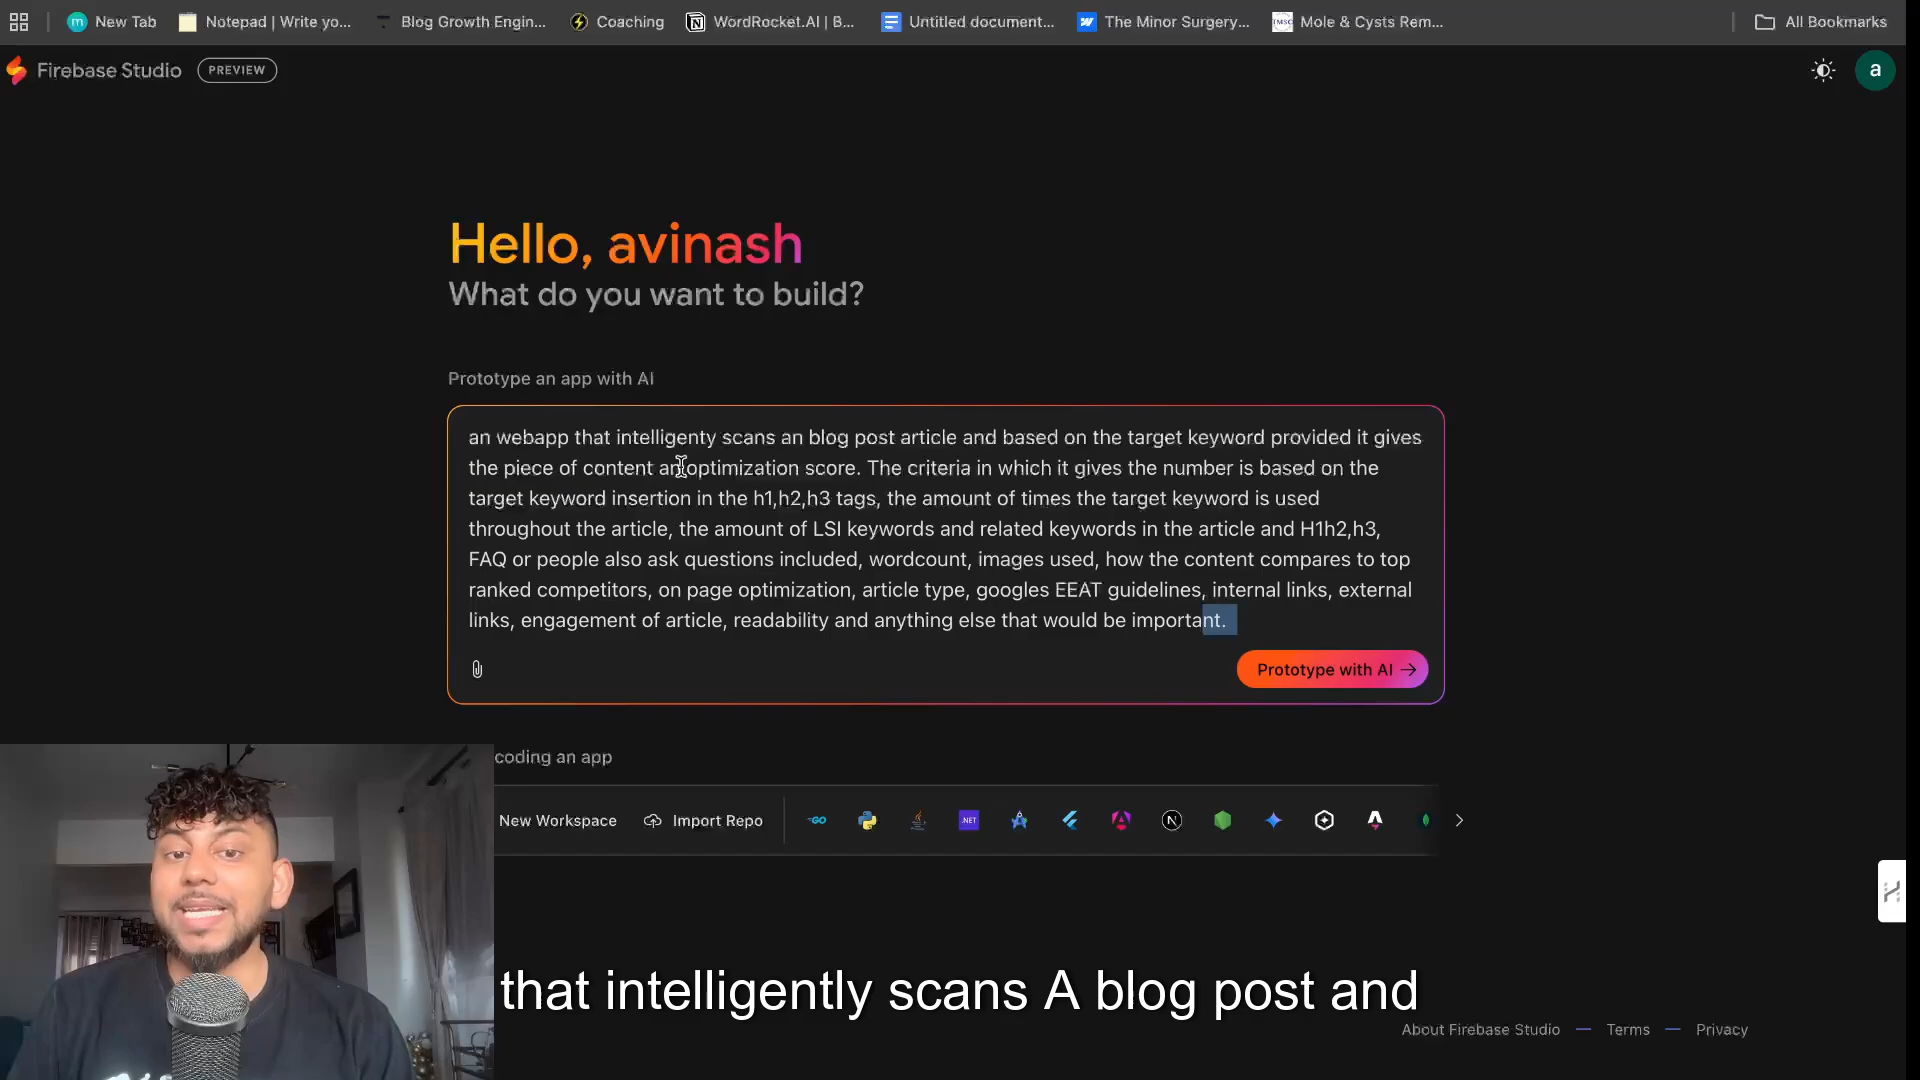 New Tab
Notepad | Write yo...
Blog Growth Engin...
Coaching
WordRocket.AI | B...
Untitled document...
The Minor Surgery...
Mole & Cysts Rem...
All Bookmarks
Firebase Studio
PREVIEW
a
Hello, avinash
What do you want to build?
Prototype an app with AI
an webapp that intelligenty scans an blog post article and based on the target keyword provided it gives
the piece of content an optimization score. The criteria in which it gives the number is based on the
target keyword insertion in the h1,h2,h3 tags, the amount of times the target keyword is used
throughout the article, the amount of LSI keywords and related keywords in the article and H1h2,h3,
FAQ or people also ask questions included, wordcount, images used, how the content compares to top
ranked competitors, on page optimization, article type, googles EEAT guidelines, internal links, external
links, engagement of article, readability and anything else that would be important.
Prototype with AI
coding an app
New Workspace
Import Repo
GO
.NET
N
that intelligently scans A blog post and
About Firebase Studio — Terms — Privacy